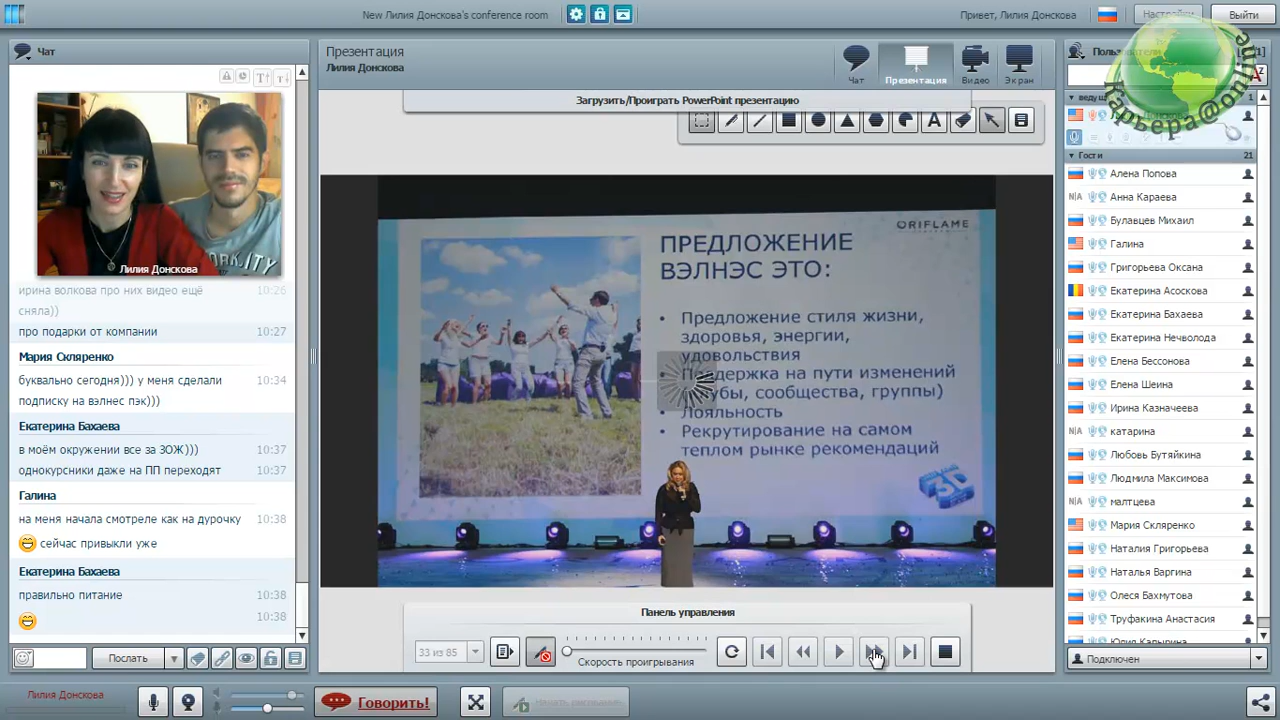 New Лилия Донскова's conference room
Привет, Лилия Донскова
Настройки
Выйти
Чат
Лилия Донскова
ирина волкова про них видео ещё
10:26
сняла))
про подарки от компании
10:27
Мария Скляренко
буквально сегодня))) у меня сделали
10:34
подписку на вэлнес пэк)))
Екатерина Бахаева
в моём окружении все за ЗОЖ)))
10:37
однокурсники даже на ПП переходят
10:37
Галина
на меня начала смотреле как на дурочку
10:38
сейчас привыкли уже
Екатерина Бахаева
10:38
правильно питание
10:38
Послать
Презентация
Лилия Донскова
Чат
Презентация
Видео
Экран
Загрузить/Проиграть PowerPoint презентацию
ORIFLAME
ПРЕДЛОЖЕНИЕ
ВЭЛНЭС ЭТО:
• Предложение стиля жизни,
здоровья, энергии,
удовольствия
• Поддержка на пути изменений
(клубы, сообщества, группы)
• Лояльность
• Рекрутирование на самом
теплом рынке рекомендаций
Панель управления
33 из 85
Скорость проигрывания
карьера@online
ведущ
1
Гости
21
Алена Попова
N/A Анна Караева
Булавцев Михаил
Галина
Григорьева Оксана
Екатерина Асоскова
Екатерина Бахаева
Екатерина Нечволода
Елена Бессонова
Елена Шеина
Ирина Казначеева
N/A катарина
Любовь Бутяйкина
Людмила Максимова
N/A малтцева
Мария Скляренко
Наталия Григорьева
Наталья Варгина
Олеся Бахмутова
Труфакина Анастасия
Юлия Кадырина
Подключен
Лилия Донскова
Говорить!
Начать рисование